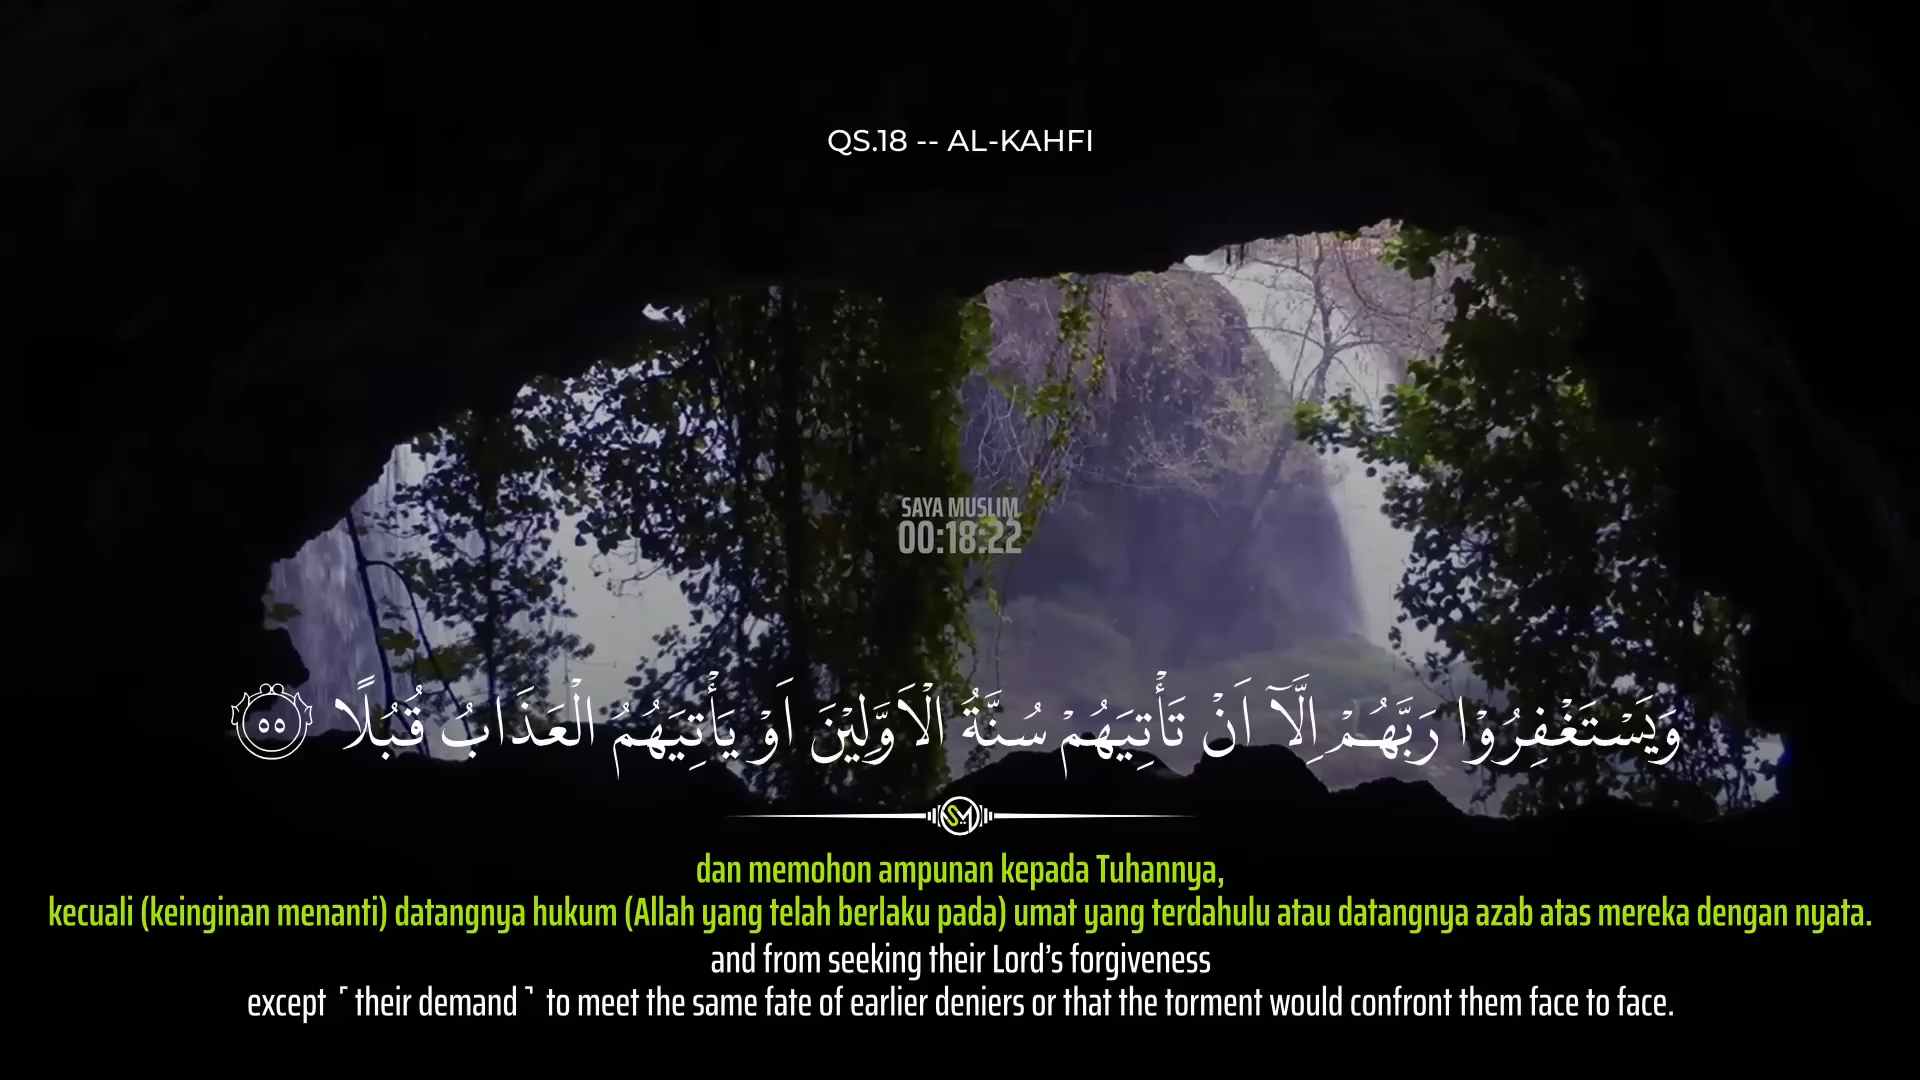 QS.18 -- AL-KAHFI
SAYA MUSLIM
00:18:22
وَيَسْتَغْفِرُوْا رَبَّهُمْ اِلَّآ اَنْ تَأْتِيَهُمْ سُنَّةُ الْاَوَّلِيْنَ اَوْ يَأْتِيَهُمُ الْعَذَابُ قُبُلًا ٥٥
SM
dan memohon ampunan kepada Tuhannya,
kecuali (keinginan menanti) datangnya hukum (Allah yang telah berlaku pada) umat yang terdahulu atau datangnya azab atas mereka dengan nyata.
and from seeking their Lord’s forgiveness
except ˹their demand˺ to meet the same fate of earlier deniers or that the torment would confront them face to face.